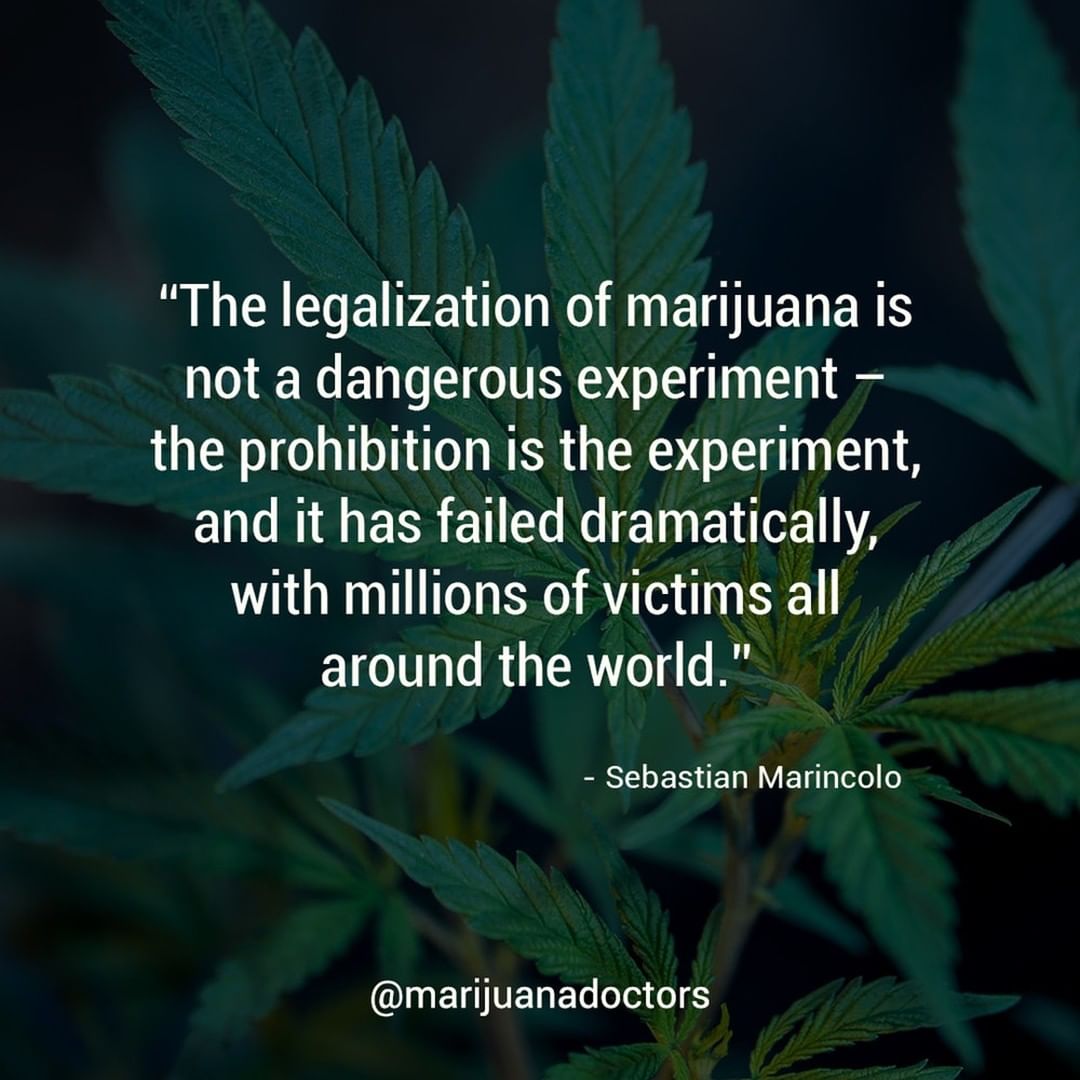 “The legalization of marijuana is
not a dangerous experiment –
the prohibition is the experiment,
and it has failed dramatically,
with millions of victims all
around the world."
- Sebastian Marincolo
@marijuanadoctors